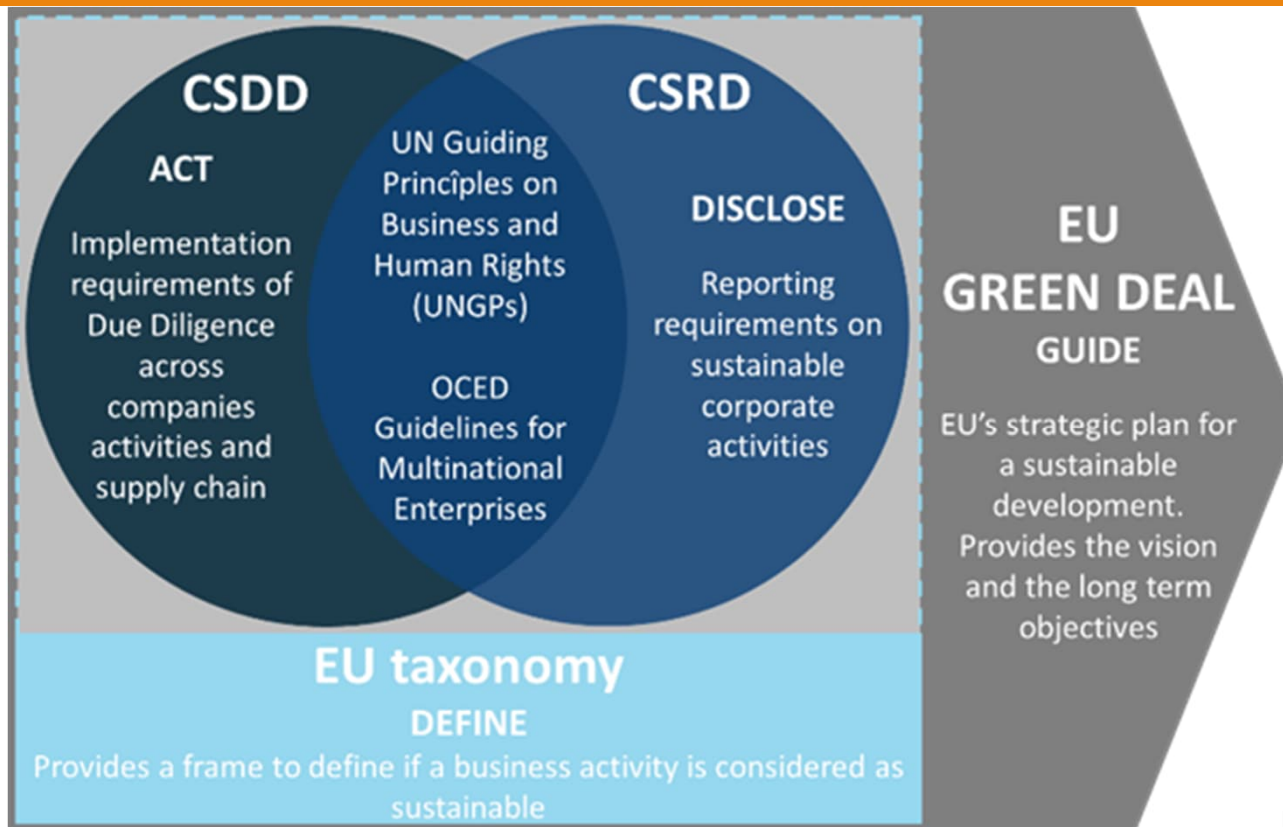 CSDD
ACT
Implementation
requirements of
Due Diligence
across
companies
activities and
supply chain
UN Guiding
Princîples on
Business and
Human Rights
(UNGPs)
OCED
Guidelines for
Multinational
Enterprises
CSRD
DISCLOSE
Reporting
requirements on
sustainable
corporate
activities
EU taxonomy
DEFINE
Provides a frame to define if a business activity is considered as
sustainable
EU
GREEN DEAL
GUIDE
EU’s strategic plan for
a sustainable
development.
Provides the vision
and the long term
objectives